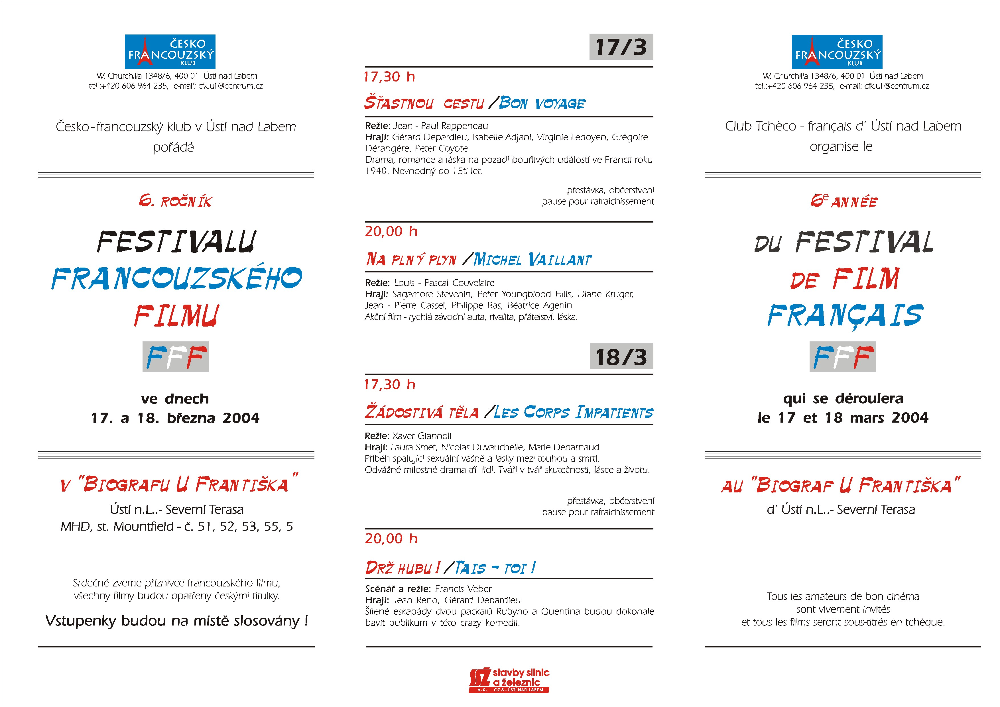 ČESKO
FRANCOUZSKÝ
KLUB
W. Churchilla 1348/6, 400 01 Ústí nad Labem
tel.:+420 606 964 235, e-mail: cfk.ul @centrum.cz
Česko-francouzský klub v Ústí nad Labem
pořádá
6. ROČNÍK
FESTIVALU
FRANCOUZSKÉHO
FILMU
FFF
ve dnech
17. a 18. března 2004
V "BIOGRAFU U FRANTIŠKA"
Ústí n.L..- Severní Terasa
MHD, st. Mountfield - č. 51, 52, 53, 55, 5
Srdečně zveme příznivce francouzského filmu,
všechny filmy budou opatřeny českými titulky.
Vstupenky budou na místě slosovány !
17/3
17,30 h
ŠŤASTNOU CESTU /BON VOYAGE
Režie: Jean - Paul Rappeneau
Hrají: Gérard Depardieu, Isabelle Adjani, Virginie Ledoyen, Grégoire
Dérangére, Peter Coyote
Drama, romance a láska na pozadí bouřlivých událostí ve Francii roku
1940. Nevhodný do 15ti let.
přestávka, občerstvení
pause pour rafraichissement
20,00 h
NA PLNÝ PLYN /MICHEL VAILLANT
Režie: Louis - Pascal Couvelaire
Hrají: Sagamore Stévenin, Peter Youngblood Hills, Diane Kruger,
Jean - Pierre Cassel, Philippe Bas, Béatrice Agenin.
Akční film - rychlá závodní auta, rivalita, přátelství, láska.
18/3
17,30 h
ŽÁDOSTIVÁ TĚLA /LES CORPS IMPATIENTS
Režie: Xaver Giannoli
Hrají: Laura Smet, Nicolas Duvauchelle, Marie Denarnaud
Příběh spalující sexuální vášně a lásky mezi touhou a smrtí.
Odvážné milostné drama tří lidí. Tváří v tvář skutečnosti, lásce a životu.
přestávka, občerstvení
pause pour rafraichissement
20,00 h
DRŽ HUBU ! /TAIS - TOI !
Scénář a režie: Francis Veber
Hrají: Jean Reno, Gérard Depardieu
Šílené eskapády dvou packalů Rubyho a Quentina budou dokonale
bavit publikum v této crazy komedii.
SSŽ stavby silnic
a železnic
A.S. OZ 5 - ÚSTÍ NAD LABEM
ČESKO
FRANCOUZSKÝ
KLUB
W. Churchilla 1348/6, 400 01 Ústí nad Labem
tel.:+420 606 964 235, e-mail: cfk.ul @centrum.cz
Club Tchèco - français d´ Ústí nad Labem
organise le
6e ANNÉE
DU FESTIVAL
DE FILM
FRANÇAIS
FFF
qui se déroulera
le 17 et 18 mars 2004
AU "BIOGRAF U FRANTIŠKA"
d´ Ústí n.L..- Severní Terasa
Tous les amateurs de bon cinéma
sont vivement invités
et tous les films seront sous-titrés en tchèque.